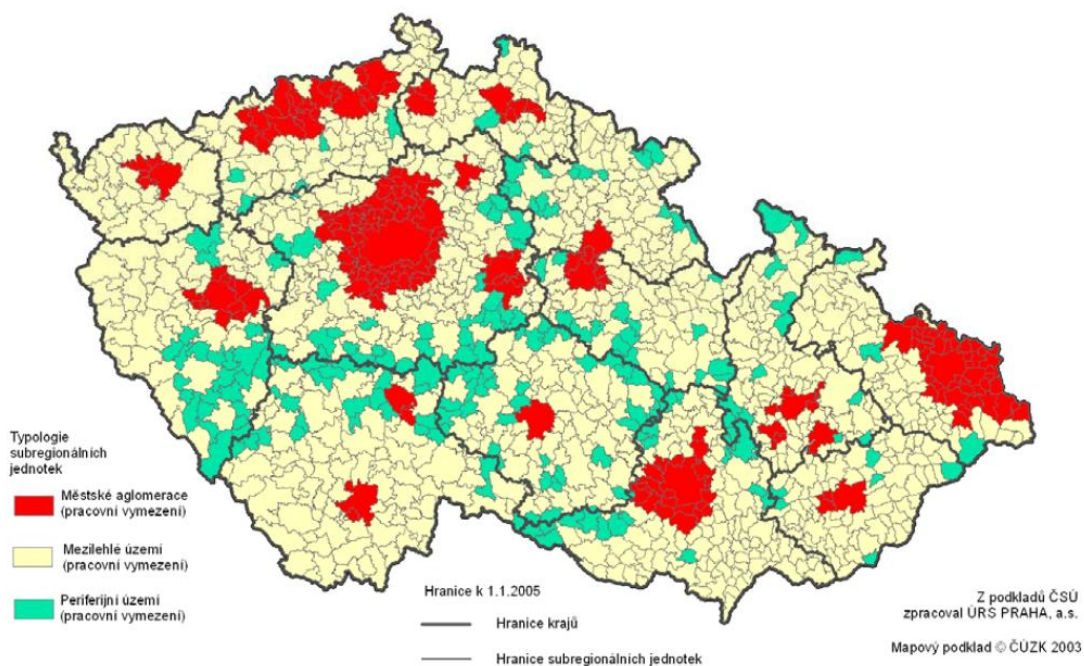 Typologie
subregionálních
jednotek
Městské aglomerace
(pracovní vymezení)
Mezilehlé území
(pracovní vymezení)
Periferijní území
(pracovní vymezení)
Hranice k 1.1.2005
Hranice krajů
Hranice subregionálních jednotek
Z podkladů ČSÚ
zpracoval ÚRS PRAHA, a.s.
Mapový podklad © ČÚZK 2003